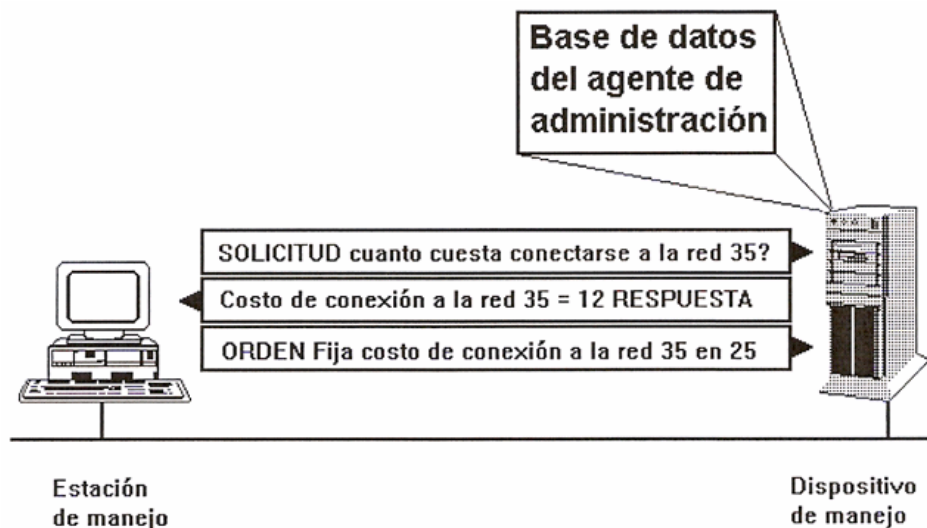 Base de datos
del agente de
administración
SOLICITUD cuanto cuesta conectarse a la red 35?
Costo de conexión a la red 35 = 12 RESPUESTA
ORDEN Fija costo de conexión a la red 35 en 25
Estación
de manejo
Dispositivo
de manejo